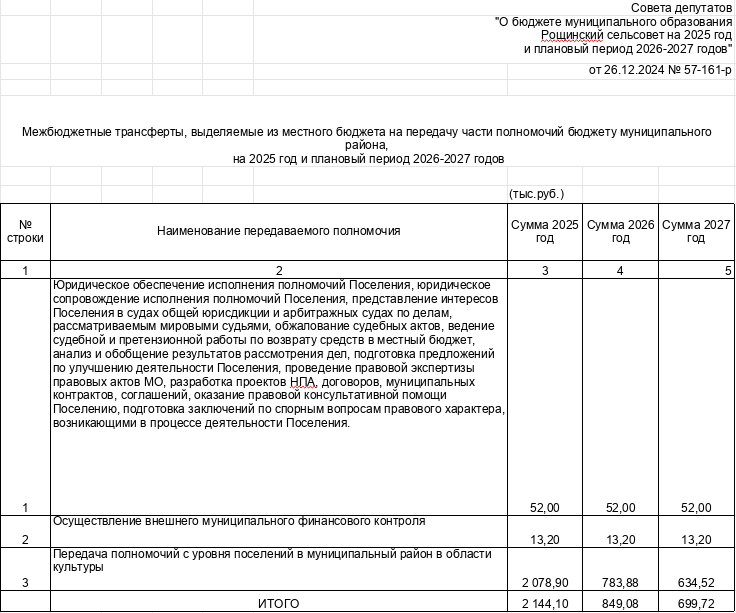 Совета депутатов
"О бюджете муниципального образования
Рощинский сельсовет на 2025 год
и плановый период 2026-2027 годов"
от 26.12.2024 № 57-161-р
Межбюджетные трансферты, выделяемые из местного бюджета на передачу части полномочий бюджету муниципального
района,
на 2025 год и плановый период 2026-2027 годов
(тыс.руб.)
№ строки Наименование передаваемого полномочия Сумма 2025 год Сумма 2026 год Сумма 2027 год
1 2 3 4 5
Юридическое обеспечение исполнения полномочий Поселения, юридическое
сопровождение исполнения полномочий Поселения, представление интересов
Поселения в судах общей юрисдикции и арбитражных судах по делам,
рассматриваемым мировыми судьями, обжалование судебных актов, ведение
судебной и претензионной работы по возврату средств в местный бюджет,
анализ и обобщение результатов рассмотрения дел, подготовка предложений
по улучшению деятельности Поселения, проведение правовой экспертизы
правовых актов МО, разработка проектов НПА, договоров, муниципальных
контрактов, соглашений, оказание правовой консультативной помощи
Поселению, подготовка заключений по спорным вопросам правового характера,
возникающими в процессе деятельности Поселения.
1 52,00 52,00 52,00
Осуществление внешнего муниципального финансового контроля
2 13,20 13,20 13,20
Передача полномочий с уровня поселений в муниципальный район в области
культуры
3 2 078,90 783,88 634,52
ИТОГО 2 144,10 849,08 699,72